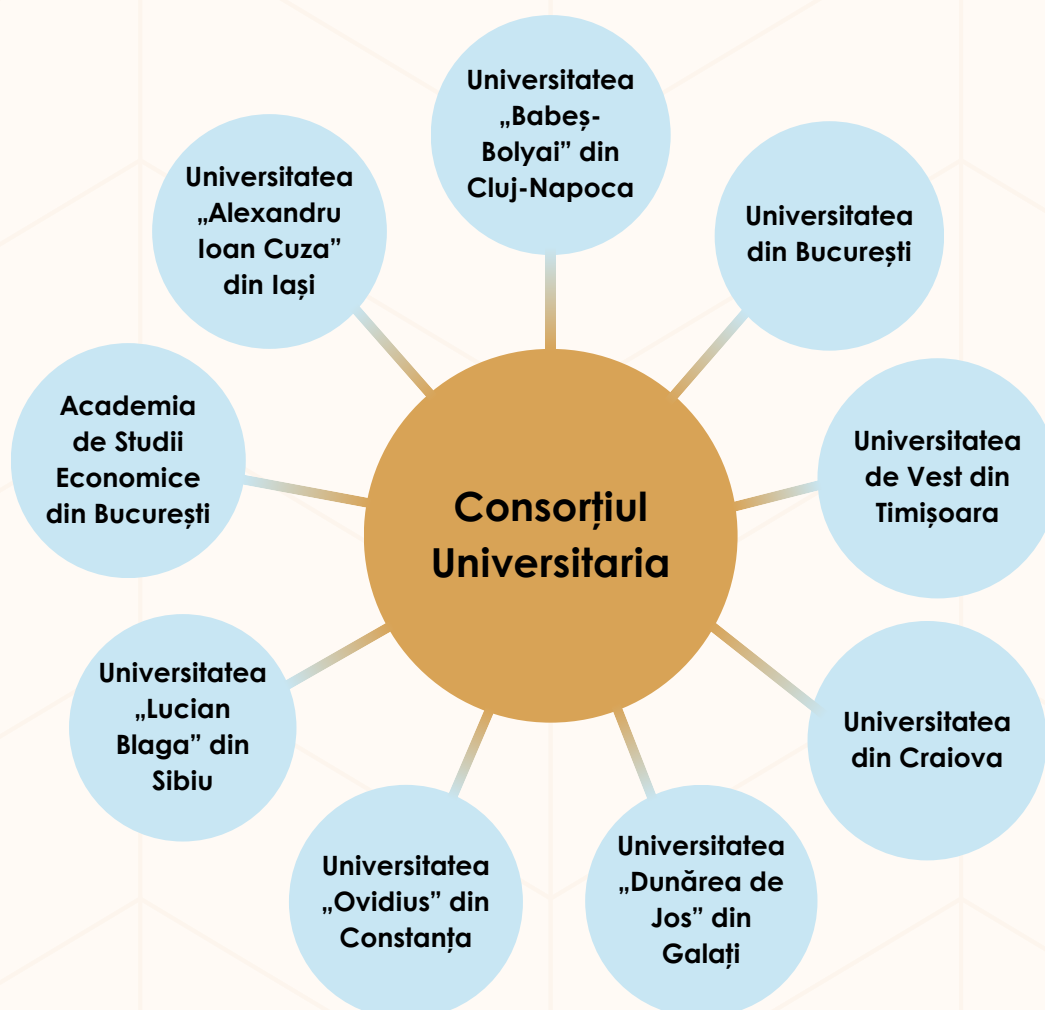 Universitatea
„Babeș-
Bolyai” din
Cluj-Napoca
Universitatea
din București
Universitatea
de Vest din
Timișoara
Universitatea
din Craiova
Universitatea
„Dunărea de
Jos” din
Galați
Universitatea
„Ovidius” din
Constanța
Universitatea
„Lucian
Blaga” din
Sibiu
Academia
de Studii
Economice
din București
Universitatea
„Alexandru
Ioan Cuza”
din Iași
Consorțiul
Universitaria